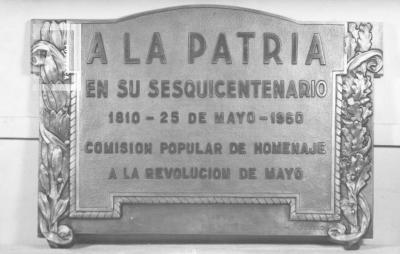 A LA PATRIA
EN SU SESQUICENTENARIO
1810 - 25 DE MAYO - 1960
COMISION POPULAR DE HOMENAJE
A LA REVOLUCION DE MAYO